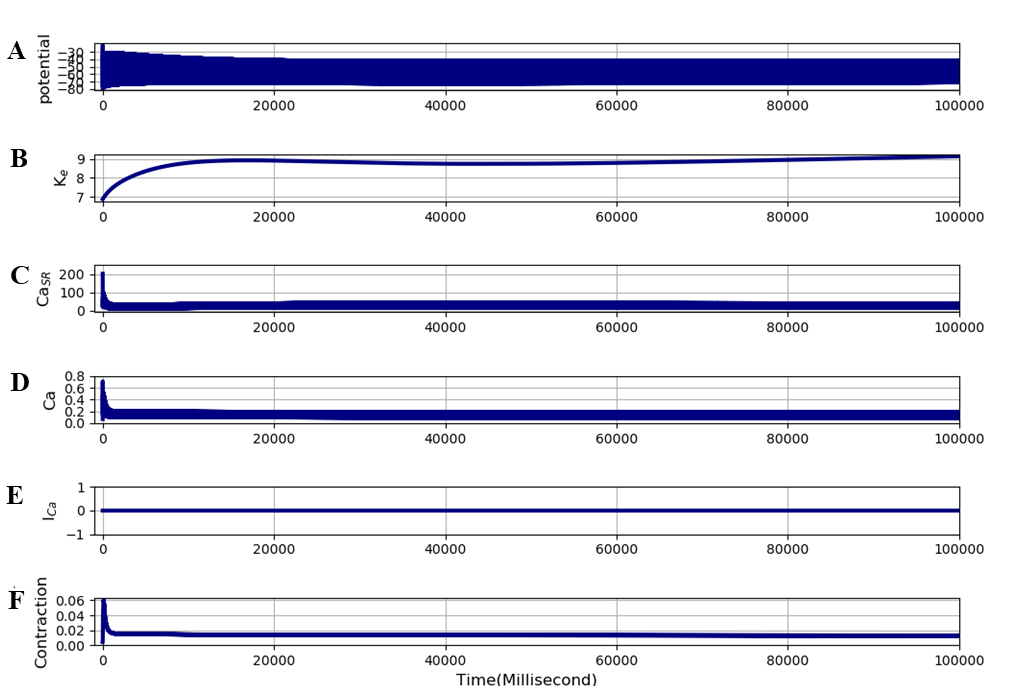 A
potential
−30
−40
−50
−60
−70
−80
0 20000 40000 60000 80000 100000
B
Ke
9
8
7
0 20000 40000 60000 80000 100000
C
CaSR
200
100
0
0 20000 40000 60000 80000 100000
D
Ca
0.8
0.6
0.4
0.2
0.0
0 20000 40000 60000 80000 100000
E
ICa
1
0
−1
0 20000 40000 60000 80000 100000
F
Contraction
0.06
0.04
0.02
0.00
0 20000 40000 60000 80000 100000
Time(Millisecond)